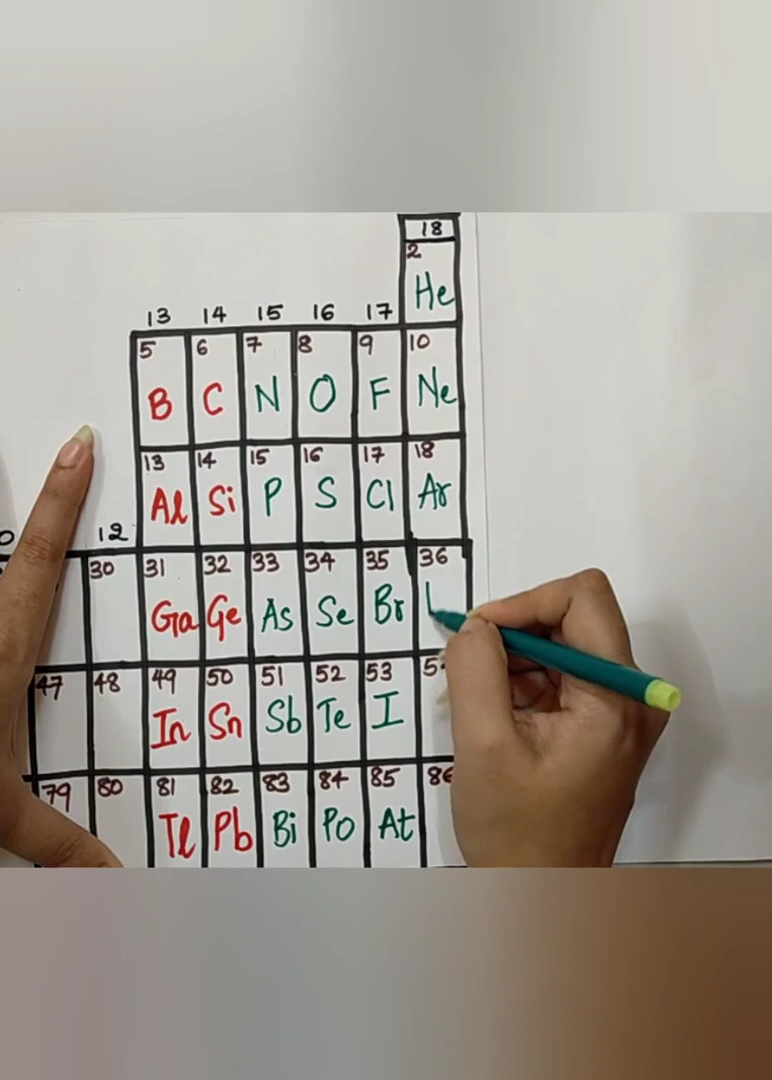 18
2
He
13 14 15 16 17
5 6 7 8 9 10
B C N O F Ne
13 14 15 16 17 18
Al Si P S Cl Ar
12
30 31 32 33 34 35 36
Ga Ge As Se Br
47 48 49 50 51 52 53
In Sn Sb Te I
79 80 81 82 83 84 85 86
Tl Pb Bi Po At